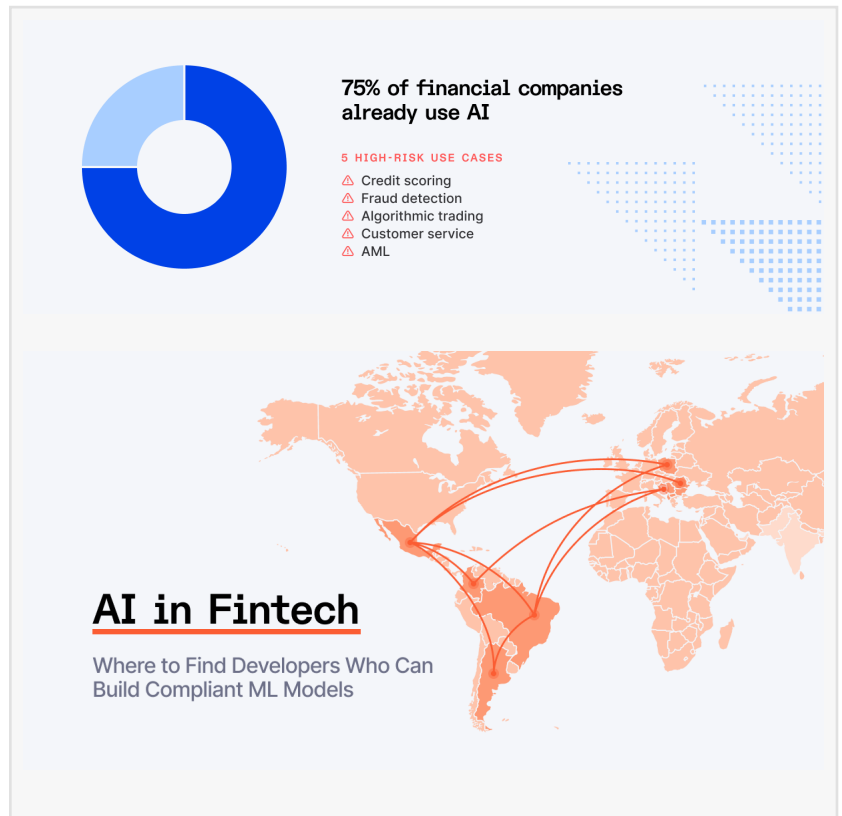 75% of financial companies
already use AI
5 HIGH-RISK USE CASES
Credit scoring
Fraud detection
Algorithmic trading
Customer service
AML
AI in Fintech
Where to Find Developers Who Can
Build Compliant ML Models